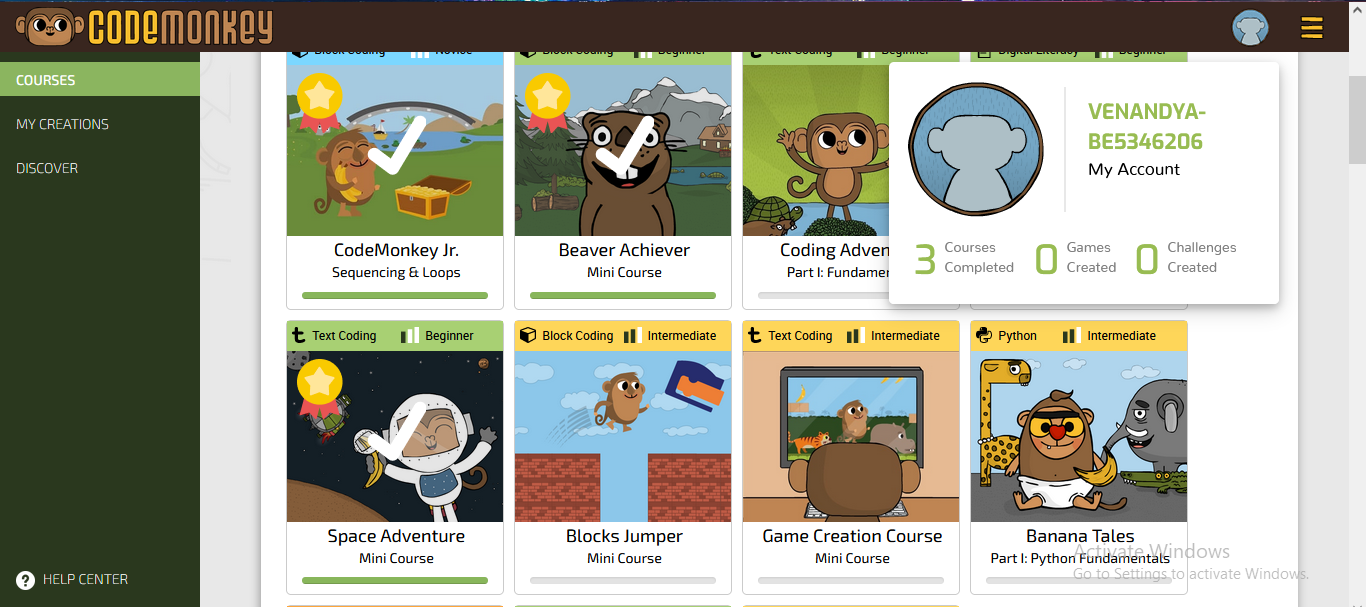 CODEMONKEY
COURSES
MY CREATIONS
DISCOVER
HELP CENTER
Block Coding Novice
Block Coding Beginner
Text Coding Beginner
Digital Literacy Beginner
VENANDYA-
BE5346206
My Account
3 Courses Completed
0 Games Created
0 Challenges Created
CodeMonkey Jr.
Sequencing & Loops
Beaver Achiever
Mini Course
Coding Adven
Part I: Fundamen
Text Coding Beginner
Block Coding Intermediate
Text Coding Intermediate
Python Intermediate
Space Adventure
Mini Course
Blocks Jumper
Mini Course
Game Creation Course
Mini Course
Banana Tales
Part I: Python Fundamentals
Activate Windows
Go to Settings to activate Windows.